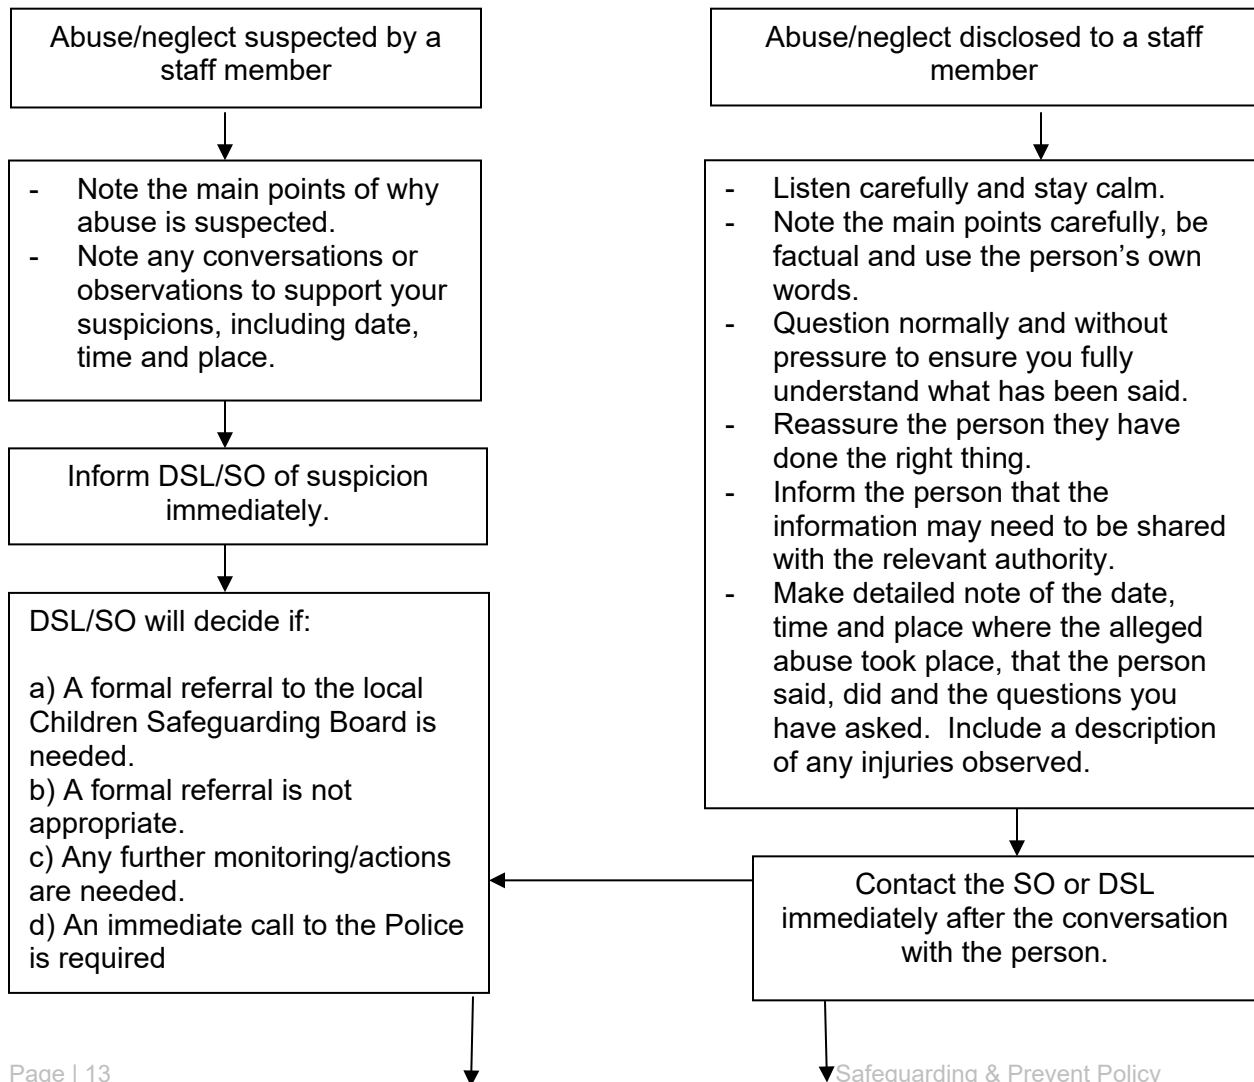 Abuse/neglect suspected by a
staff member
Abuse/neglect disclosed to a staff
member
- Note the main points of why
abuse is suspected.
- Note any conversations or
observations to support your
suspicions, including date,
time and place.
Inform DSL/SO of suspicion
immediately.
DSL/SO will decide if:
a) A formal referral to the local
Children Safeguarding Board is
needed.
b) A formal referral is not
appropriate.
c) Any further monitoring/actions
are needed.
d) An immediate call to the Police
is required
- Listen carefully and stay calm.
- Note the main points carefully, be
factual and use the person’s own
words.
- Question normally and without
pressure to ensure you fully
understand what has been said.
- Reassure the person they have
done the right thing.
- Inform the person that the
information may need to be shared
with the relevant authority.
- Make detailed note of the date,
time and place where the alleged
abuse took place, that the person
said, did and the questions you
have asked.  Include a description
of any injuries observed.
Contact the SO or DSL
immediately after the conversation
with the person.
Page | 13
Safeguarding & Prevent Policy